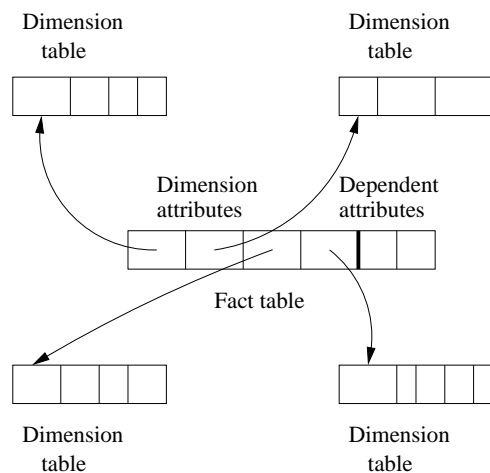 Dimension
table
Dimension
table
Dimension
attributes
Dependent
attributes
Fact table
Dimension
table
Dimension
table